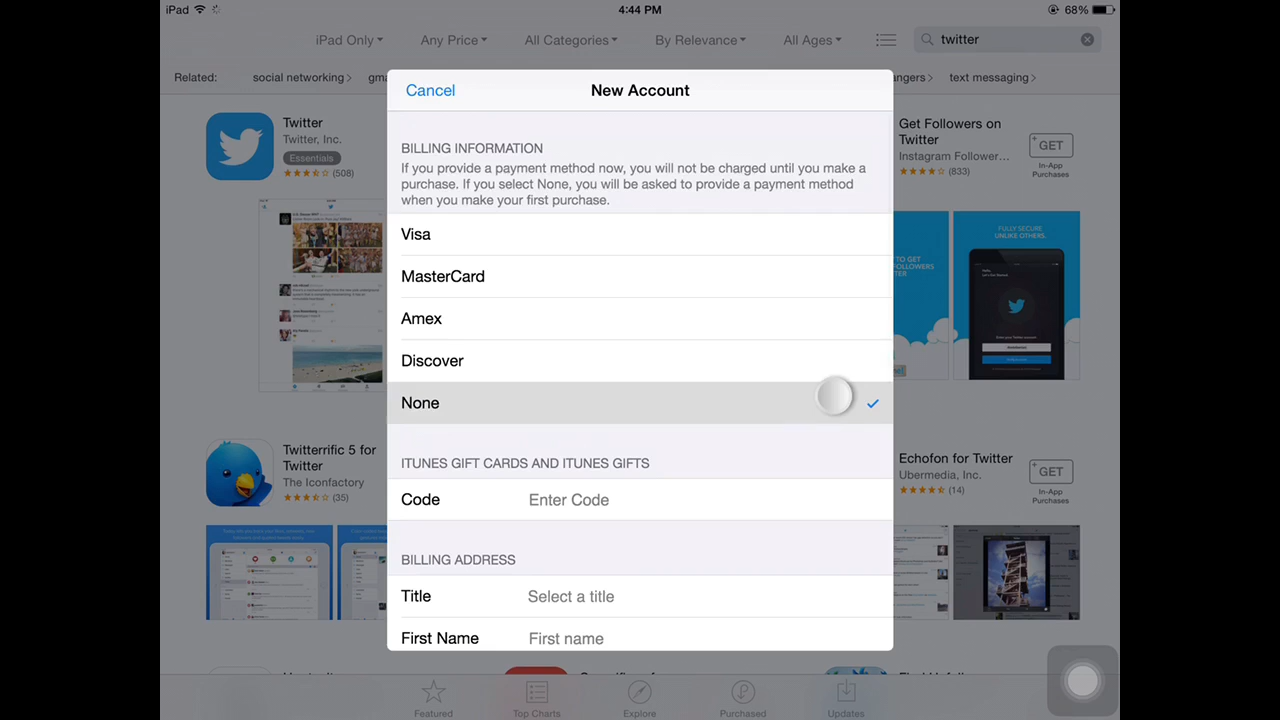 iPad
4:44 PM
68%
iPad Only
Any Price
All Categories
By Relevance
All Ages
twitter
Related:
social networking
text messaging
Cancel
New Account
BILLING INFORMATION
If you provide a payment method now, you will not be charged until you make a
purchase. If you select None, you will be asked to provide a payment method
when you make your first purchase.
Visa
MasterCard
Amex
Discover
None
ITUNES GIFT CARDS AND ITUNES GIFTS
Code
Enter Code
BILLING ADDRESS
Title
Select a title
First Name
First name
Twitter
Twitter, Inc.
Essentials
(508)
Twitterrific 5 for
Twitter
The Iconfactory
(35)
Get Followers on
Twitter
Instagram Follower...
(833)
GET
In-App
Purchases
FULLY SECURE
UNLIKE OTHERS.
Echofon for Twitter
Ubermedia, Inc.
(14)
GET
In-App
Purchases
Featured
Top Charts
Explore
Purchased
Updates